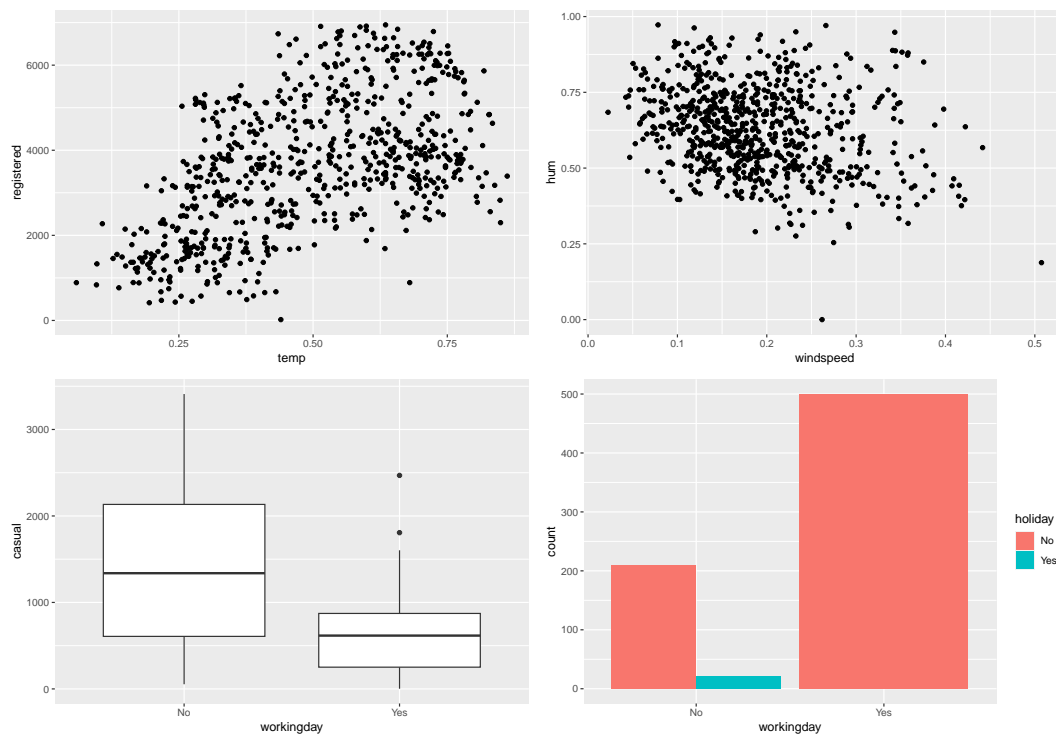 registered
6000
4000
2000
0
0.25 0.50 0.75
temp
hum
1.00
0.75
0.50
0.25
0.00
0.0 0.1 0.2 0.3 0.4 0.5
windspeed
casual
3000
2000
1000
0
No Yes
workingday
count
500
400
300
200
100
0
No Yes
workingday
holiday
No
Yes